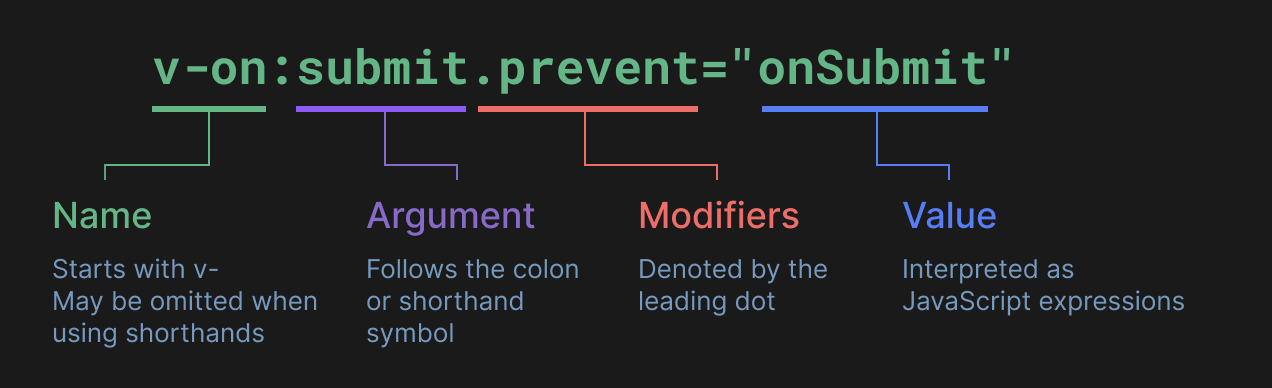 v-on:submit.prevent="onSubmit"
Name
Starts with v-
May be omitted when
using shorthands
Argument
Follows the colon
or shorthand
symbol
Modifiers
Denoted by the
leading dot
Value
Interpreted as
JavaScript expressions